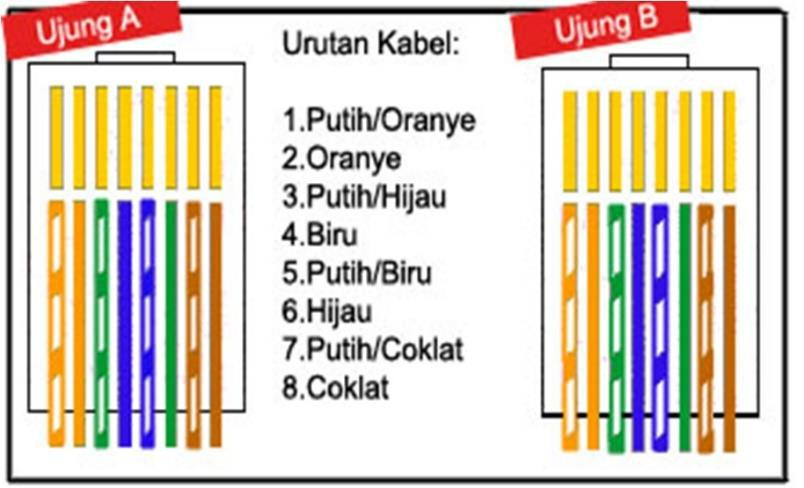 Ujung A
Urutan Kabel:
Ujung B
1.Putih/Oranye
2.Oranye
3.Putih/Hijau
4.Biru
5.Putih/Biru
6.Hijau
7.Putih/Coklat
8.Coklat